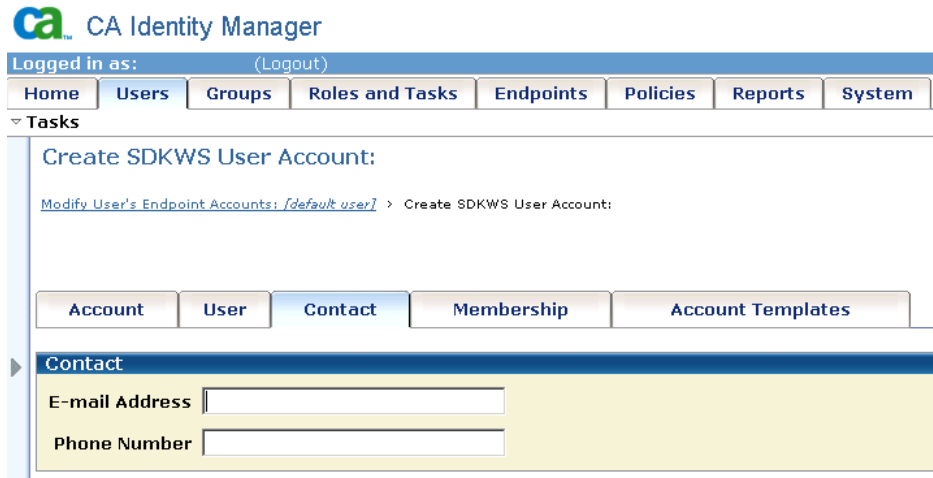 ca™ CA Identity Manager
Logged in as: (Logout)
Home Users Groups Roles and Tasks Endpoints Policies Reports System
Tasks
Create SDKWS User Account:
Modify User's Endpoint Accounts: [default user] > Create SDKWS User Account:
Account User Contact Membership Account Templates
Contact
E-mail Address
Phone Number